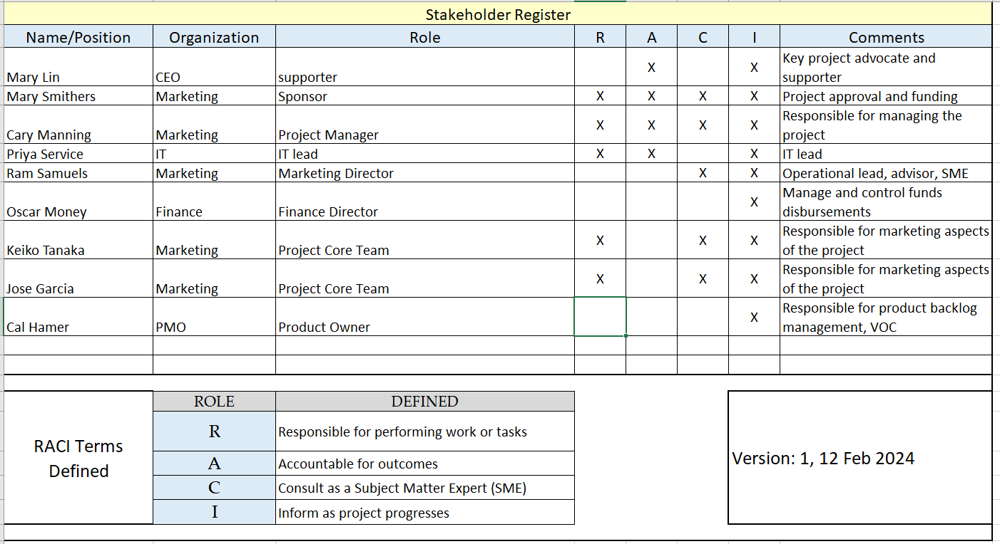 Stakeholder Register
Name/Position Organization Role R A C I Comments
Mary Lin CEO supporter X X Key project advocate and
supporter
Mary Smithers Marketing Sponsor X X X X Project approval and funding
Cary Manning Marketing Project Manager X X X X Responsible for managing the
project
Priya Service IT IT lead X X X IT lead
Ram Samuels Marketing Marketing Director X X Operational lead, advisor, SME
Oscar Money Finance Finance Director X Manage and control funds
disbursements
Keiko Tanaka Marketing Project Core Team X X X Responsible for marketing aspects
of the project
Jose Garcia Marketing Project Core Team X X X Responsible for marketing aspects
of the project
Cal Hamer PMO Product Owner X Responsible for product backlog
management, VOC
RACI Terms
Defined
ROLE DEFINED
R Responsible for performing work or tasks
A Accountable for outcomes
C Consult as a Subject Matter Expert (SME)
I Inform as project progresses
Version: 1, 12 Feb 2024